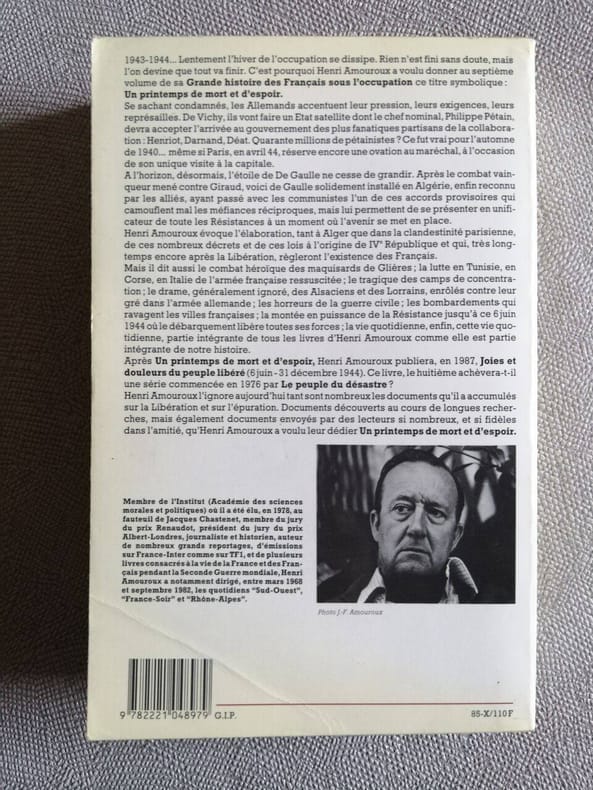 1943-1944... Lentement l'hiver de l'occupation se dissipe. Rien n'est fini sans doute, mais
l'on devine que tout va finir. C'est pourquoi Henri Amouroux a voulu donner au septième
volume de sa Grande histoire des Français sous l'occupation ce titre symbolique :
Un printemps de mort et d'espoir.
Se sachant condamnés, les Allemands accentuent leur pression, leurs exigences, leurs
représailles. De Vichy, ils vont faire un Etat satellite dont le chef nominal, Philippe Pétain,
devra accepter l'arrivée au gouvernement des plus fanatiques partisans de la collabora-
tion : Henriot, Darnand, Déat. Quarante millions de pétainistes ? Ce fut vrai pour l'automne
de 1940... même si Paris, en avril 44, réserve encore une ovation au maréchal, à l'occasion
de son unique visite à la capitale.
A l'horizon, désormais, l'étoile de De Gaulle ne cesse de grandir. Après le combat vain-
queur mené contre Giraud, voici de Gaulle solidement installé en Algérie, enfin reconnu
par les alliés, ayant passé avec les communistes l'un de ces accords provisoires qui
camouflent mal les méfiances réciproques, mais lui permettent de se présenter en unifi-
cateur de toute les Résistances à un moment où l'avenir se met en place.
Henri Amouroux évoque l'élaboration, tant à Alger que dans la clandestinité parisienne,
de ces nombreux décrets et de ces lois à l'origine de IVe République et qui, très long-
temps encore après la Libération, règleront l'existence des Français.
Mais il dit aussi le combat héroïque des maquisards de Glières ; la lutte en Tunisie, en
Corse, en Italie de l'armée française ressuscitée ; le tragique des camps de concentra-
tion ; le drame, généralement ignoré, des Alsaciens et des Lorrains, enrôlés contre leur
gré dans l'armée allemande ; les horreurs de la guerre civile ; les bombardements qui
ravagent les villes françaises ; la montée en puissance de la Résistance jusqu'à ce 6 juin
1944 où le débarquement libère toutes ses forces ; la vie quotidienne, enfin, cette vie quo-
tidienne, partie intégrante de tous les livres d'Henri Amouroux comme elle est partie
intégrante de notre histoire.
Après Un printemps de mort et d'espoir, Henri Amouroux publiera, en 1987, Joies et
douleurs du peuple libéré (6 juin - 31 décembre 1944). Ce livre, le huitième achèvera-t-il
une série commencée en 1976 par Le peuple du désastre ?
Henri Amouroux l'ignore aujourd'hui tant sont nombreux les documents qu'il a accumulés
sur la Libération et sur l'épuration. Documents découverts au cours de longues recher-
ches, mais également documents envoyés par des lecteurs si nombreux, et si fidèles
dans l'amitié, qu'Henri Amouroux a voulu leur dédier Un printemps de mort et d'espoir.
Membre de l'Institut (Académie des sciences
morales et politiques) où il a été élu, en 1978, au
fauteuil de Jacques Chastenet, membre du jury
du prix Renaudot, président du jury du prix
Albert-Londres, journaliste et historien, auteur
de nombreux grands reportages, d'émissions
sur France-Inter comme sur TF1, et de plusieurs
livres consacrés à la vie de la France et des Fran-
çais pendant la Seconde Guerre mondiale, Henri
Amouroux a notamment dirigé, entre mars 1968
et septembre 1982, les quotidiens "Sud-Ouest",
"France-Soir" et "Rhône-Alpes".
Photo J.-F. Amouroux
9 782221 048979 G.I.P.
85-X/110 F